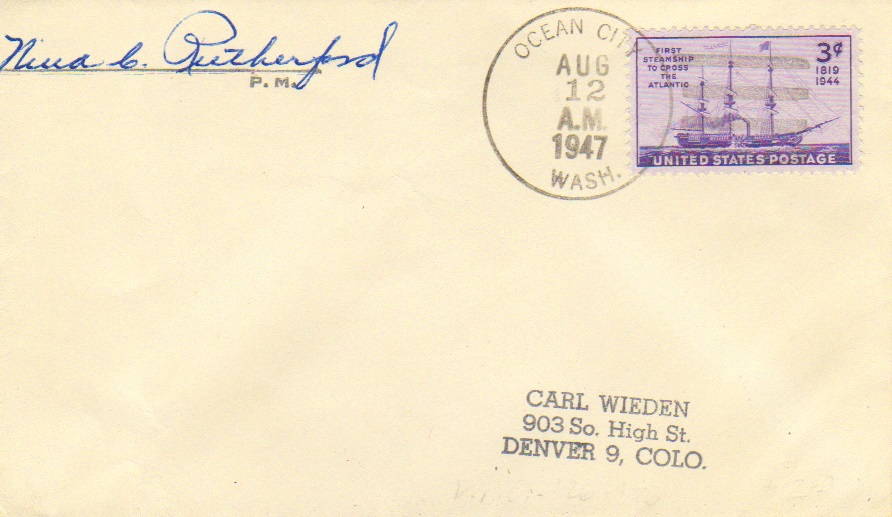 Nina C. Rutherford
P. M.
OCEAN CITY
AUG
12
A.M.
1947
WASH.
FIRST
STEAMSHIP
TO CROSS
THE
ATLANTIC
3¢
1819
1944
UNITED STATES POSTAGE
CARL WIEDEN
903 So. High St.
DENVER 9, COLO.